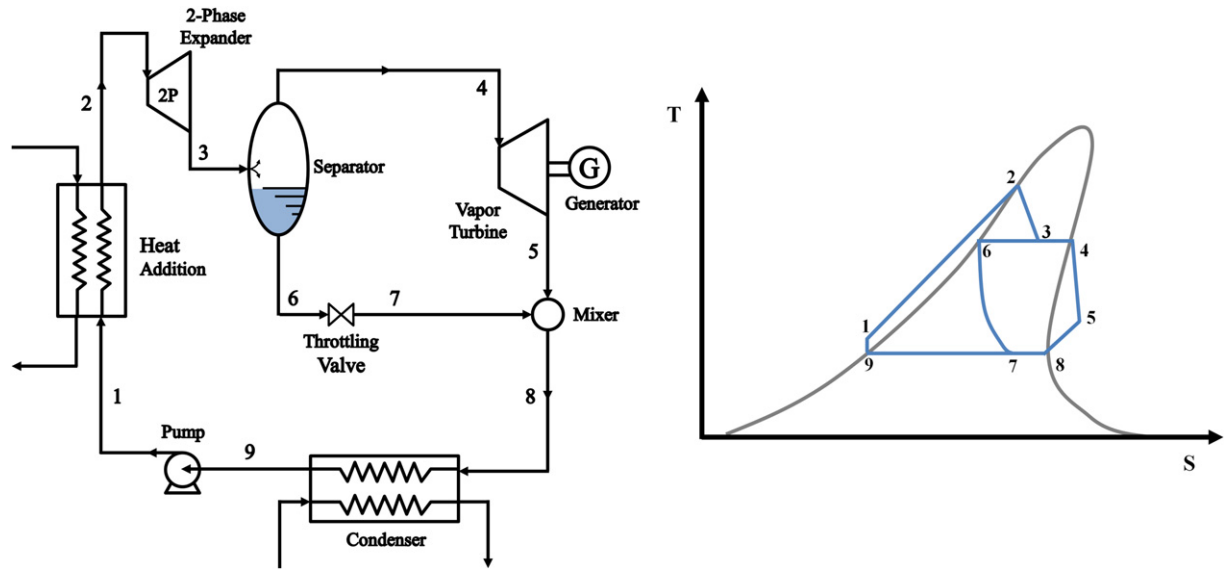 2-Phase
Expander
2P
2
3
Separator
4
G
Generator
Vapor
Turbine
5
Heat
Addition
6
7
Throttling
Valve
Mixer
1
8
Pump
9
Condenser
T
2
3
6
4
1
5
9
7
8
S